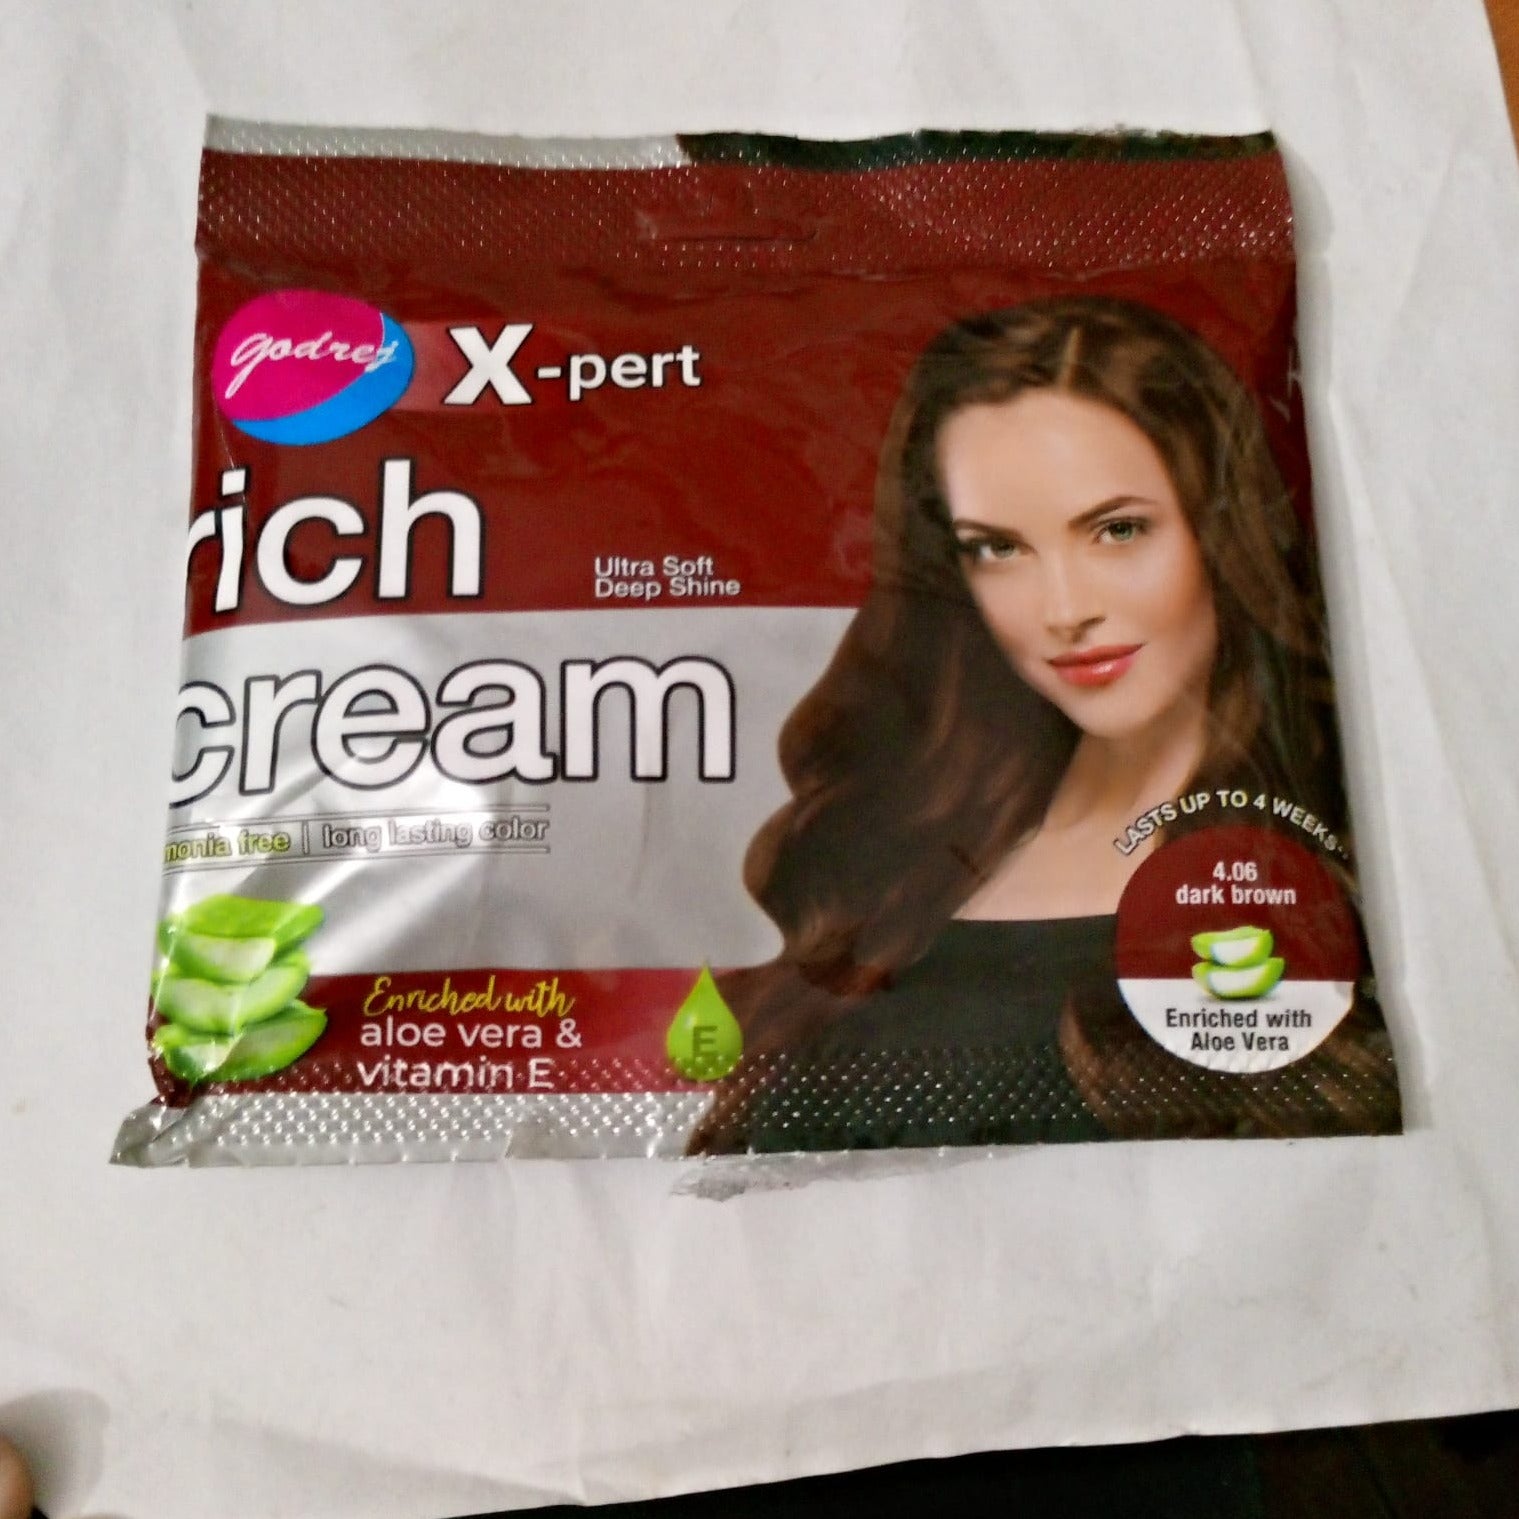 godrej
X-pert
rich
Ultra Soft
Deep Shine
cream
monia free | long lasting color
LASTS UP TO 4 WEEKS
4.06
dark brown
Enriched with
Aloe Vera
Enriched with
aloe vera &
vitamin E
E